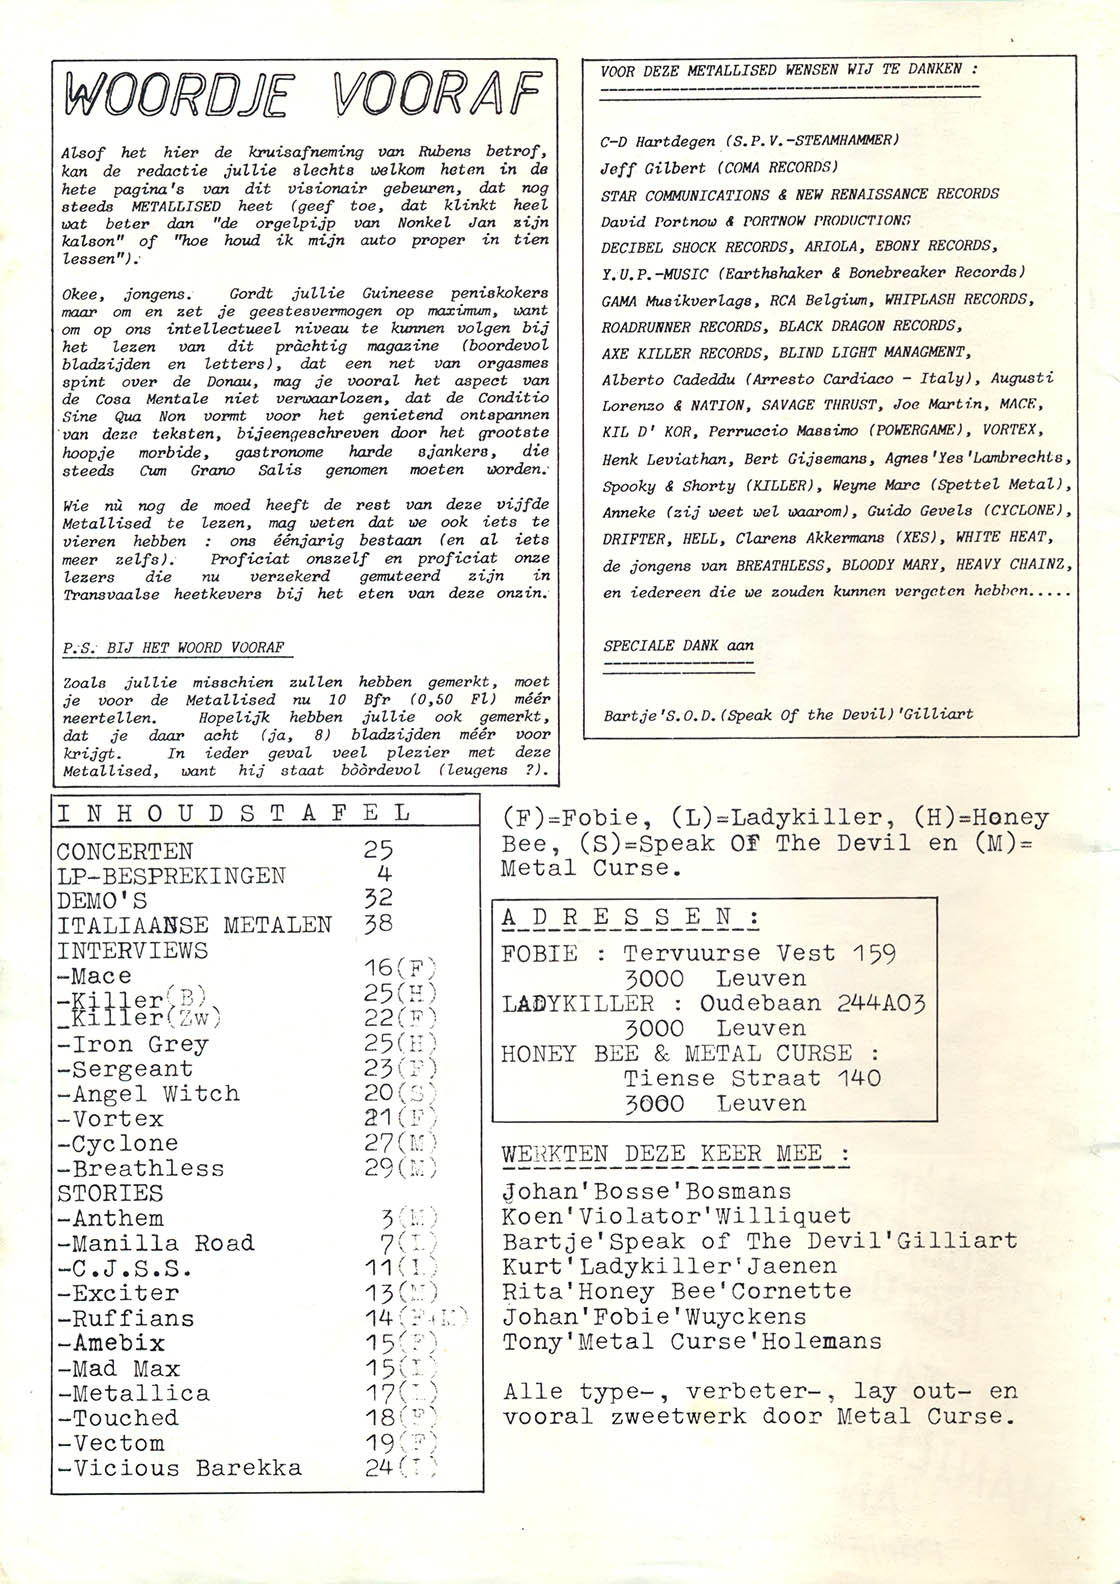 WOORDJE VOORAF
Alsof het hier de kruisafneming van Rubens betrof,
kan de redactie jullie slechts welkom heten in de
hete pagina's van dit visionair gebeuren, dat nog
steeds METALLISED heet (geef toe, dat klinkt heel
wat beter dan "de orgelpijp van Nonkel Jan zijn
kalson" of "hoe houd ik mijn auto proper in tien
lessen").
Okee, jongens. Gordt jullie Guineese peniskokers
maar om en zet je geestesvermogen op maximum, want
om op ons intellectueel niveau te kunnen volgen bij
het lezen van dit pràchtig magazine (boordevol
bladzijden en letters), dat een net van orgasmes
spint over de Donau, mag je vooral het aspect van
de Cosa Mentale niet verwaarlozen, dat de Conditio
Sine Qua Non vormt voor het genietend ontspannen
van deze teksten, bijeengeschreven door het grootste
hoopje morbide, gastronome harde sjankers, die
steeds Cum Grano Salis genomen moeten worden.
Wie nù nog de moed heeft de rest van deze vijfde
Metallised te lezen, mag weten dat we ook iets te
vieren hebben : ons éénjarig bestaan (en al iets
meer zelfs). Proficiat onszelf en proficiat onze
lezers die nu verzekerd gemuteerd zijn in
Transvaalse heetkevers bij het eten van deze onzin.
P.S. BIJ HET WOORD VOORAF
Zoals jullie misschien zullen hebben gemerkt, moet
je voor de Metallised nu 10 Bfr (0,50 Fl) méér
neertellen. Hopelijk hebben jullie ook gemerkt,
dat je daar acht (ja, 8) bladzijden méér voor
krijgt. In ieder geval veel plezier met deze
Metallised, want hij staat bòòrdevol (leugens ?).
VOOR DEZE METALLISED WENSEN WIJ TE DANKEN :
C-D Hartdegen (S.P.V.-STEAMHAMMER)
Jeff Gilbert (COMA RECORDS)
STAR COMMUNICATIONS & NEW RENAISSANCE RECORDS
David Portnow & PORTNOW PRODUCTIONS
DECIBEL SHOCK RECORDS, ARIOLA, EBONY RECORDS,
Y.U.P.-MUSIC (Earthshaker & Bonebreaker Records)
GAMA Musikverlags, RCA Belgium, WHIPLASH RECORDS,
ROADRUNNER RECORDS, BLACK DRAGON RECORDS,
AXE KILLER RECORDS, BLIND LIGHT MANAGMENT,
Alberto Cadeddu (Arresto Cardiaco - Italy), Augusti
Lorenzo & NATION, SAVAGE THRUST, Joe Martin, MACE,
KIL D' KOR, Perruccio Massimo (POWERGAME), VORTEX,
Henk Leviathan, Bert Gijsemans, Agnes'Yes'Lambrechts,
Spooky & Shorty (KILLER), Weyne Marc (Spettel Metal),
Anneke (zij weet wel waarom), Guido Gevels (CYCLONE),
DRIFTER, HELL, Clarens Akkermans (XES), WHITE HEAT,
de jongens van BREATHLESS, BLOODY MARY, HEAVY CHAINZ,
en iedereen die we zouden kunnen vergeten hebben.....
SPECIALE DANK aan
Bartje'S.O.D.(Speak Of the Devil)'Gilliart
INHOUDSTAFEL
CONCERTEN 25
LP-BESPREKINGEN 4
DEMO'S 32
ITALIAANSE METALEN 38
INTERVIEWS
-Mace 16(F)
-Killer(B) 25(H)
-Killer(Zw) 22(F)
-Iron Grey 25(H)
-Sergeant 23(F)
-Angel Witch 20(S)
-Vortex 21(F)
-Cyclone 27(M)
-Breathless 29(M)
STORIES
-Anthem 3(M)
-Manilla Road 7(L)
-C.J.S.S. 11(L)
-Exciter 13(M)
-Ruffians 14(F+M)
-Amebix 15(F)
-Mad Max 15(L)
-Metallica 17(L)
-Touched 18(F)
-Vectom 19(F)
-Vicious Barekka 24(L)
(F)=Fobie, (L)=Ladykiller, (H)=Honey
Bee, (S)=Speak Of The Devil en (M)=
Metal Curse.
ADRESSEN:
FOBIE : Tervuurse Vest 159
3000 Leuven
LADYKILLER : Oudebaan 244A03
3000 Leuven
HONEY BEE & METAL CURSE :
Tiense Straat 140
3000 Leuven
WERKTEN DEZE KEER MEE :
Johan'Bosse'Bosmans
Koen'Violator'Williquet
Bartje'Speak of The Devil'Gilliart
Kurt'Ladykiller'Jaenen
Rita'Honey Bee'Cornette
Johan'Fobie'Wuyckens
Tony'Metal Curse'Holemans
Alle type-, verbeter-, lay out- en
vooral zweetwerk door Metal Curse.